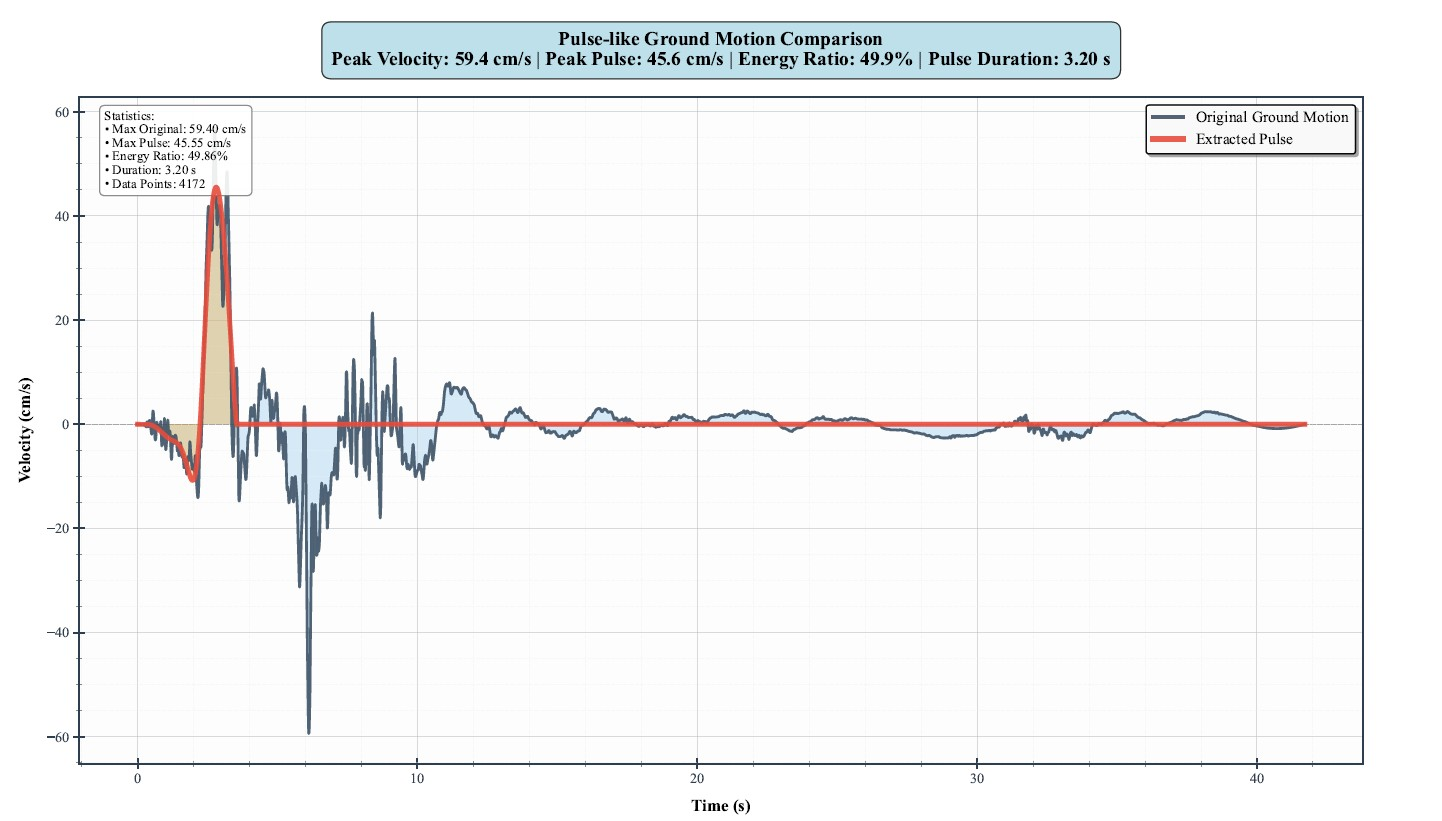 Pulse-like Ground Motion Comparison
Peak Velocity: 59.4 cm/s | Peak Pulse: 45.6 cm/s | Energy Ratio: 49.9% | Pulse Duration: 3.20 s
Statistics:
• Max Original: 59.40 cm/s
• Max Pulse: 45.55 cm/s
• Energy Ratio: 49.86%
• Duration: 3.20 s
• Data Points: 4172
Original Ground Motion
Extracted Pulse
60
40
20
0
−20
−40
−60
Velocity (cm/s)
0
10
20
30
40
Time (s)